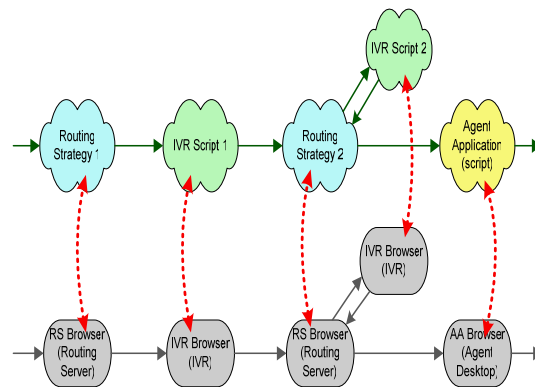 IVR Script 2
Routing
Strategy 1
IVR Script 1
Routing
Strategy 2
Agent
Application
(script)
IVR Browser
(IVR)
RS Browser
(Routing
Server)
IVR Browser
(IVR)
RS Browser
(Routing
Server)
AA Browser
(Agent
Desktop)